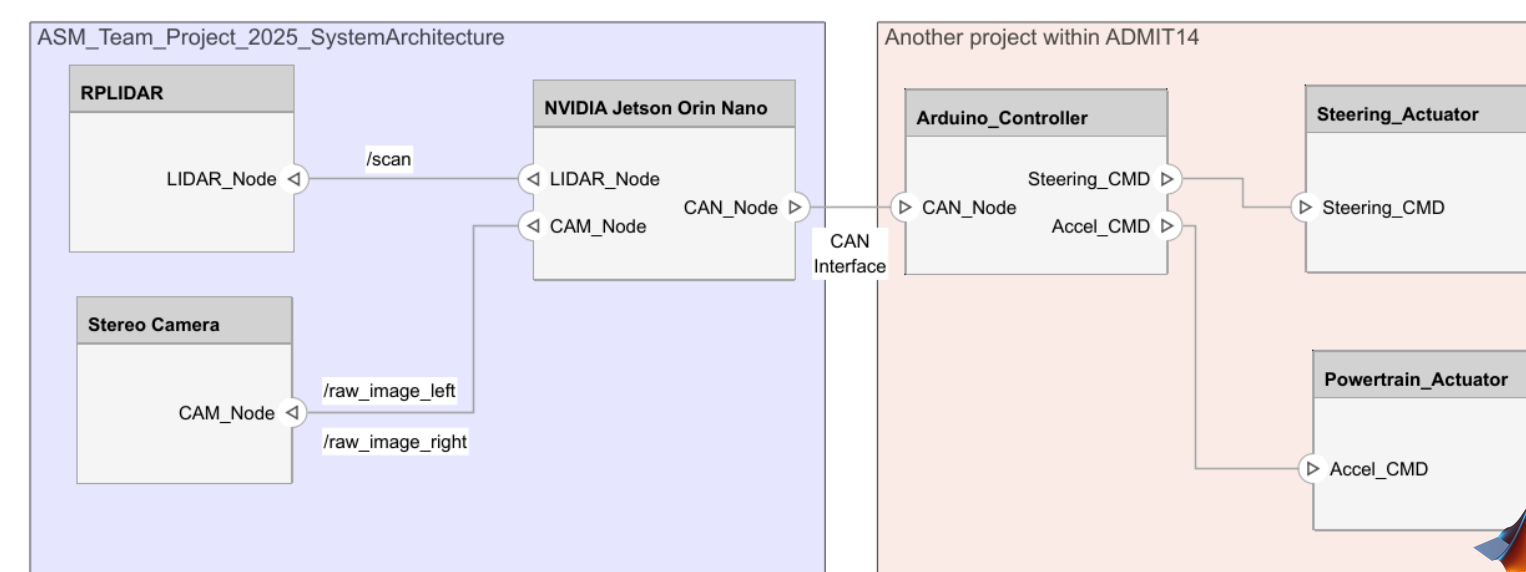 ASM_Team_Project_2025_SystemArchitecture
RPLIDAR
LIDAR_Node
/scan
NVIDIA Jetson Orin Nano
LIDAR_Node
CAM_Node
CAN_Node
Stereo Camera
CAM_Node
/raw_image_left
/raw_image_right
CAN
Interface
Another project within ADMIT14
Arduino_Controller
CAN_Node
Steering_CMD
Accel_CMD
Steering_Actuator
Steering_CMD
Powertrain_Actuator
Accel_CMD